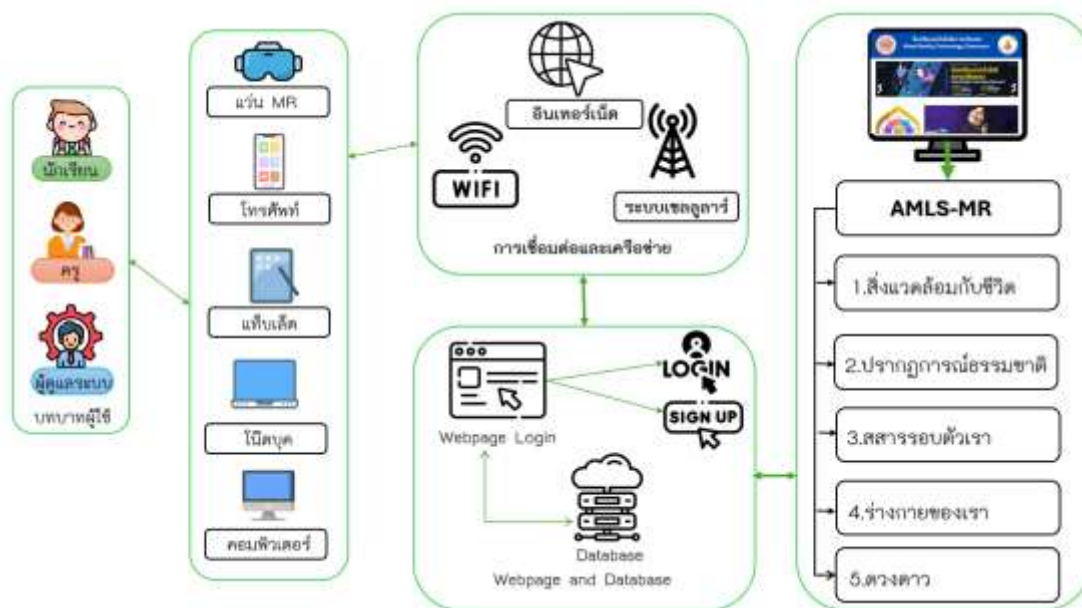 นักเรียน
ครู
ผู้ดูแลระบบ
บทบาทผู้ใช้
แว่น MR
โทรศัพท์
แท็บเล็ต
โน๊ตบุค
คอมพิวเตอร์
อินเทอร์เน็ต
WIFI
ระบบเซลลูลาร์
การเชื่อมต่อและเครือข่าย
LOGIN
SIGN UP
Webpage Login
Database
Webpage and Database
AMLS-MR
1.สิ่งแวดล้อมกับชีวิต
2.ปรากฏการณ์ธรรมชาติ
3.สสารรอบตัวเรา
4.ร่างกายของเรา
5.ดวงดาว